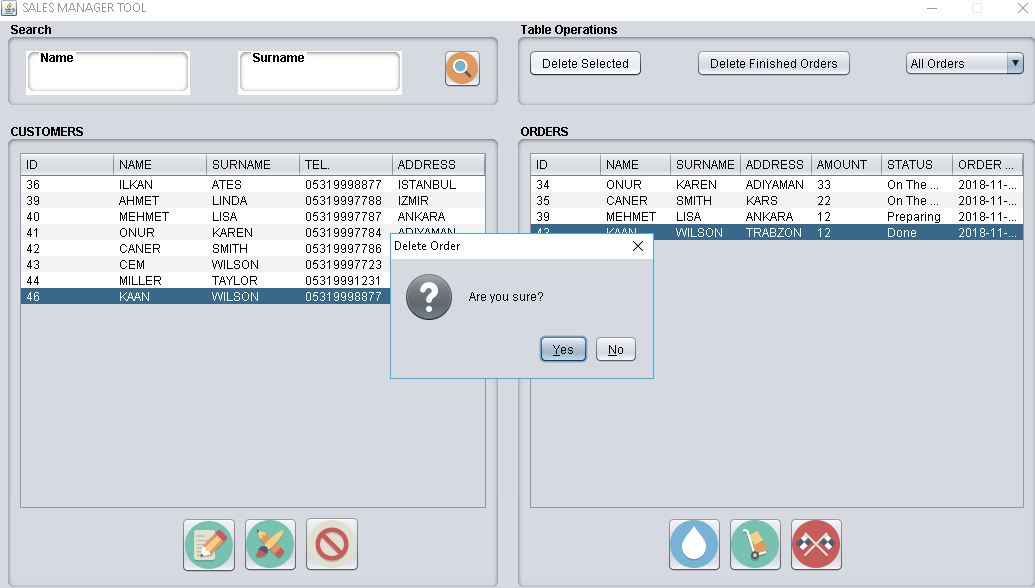 SALES MANAGER TOOL
Search
Name
Surname
Table Operations
Delete Selected
Delete Finished Orders
All Orders
CUSTOMERS
ID NAME SURNAME TEL. ADDRESS
36 ILKAN ATES 05319998877 ISTANBUL
39 AHMET LINDA 05319997788 IZMIR
40 MEHMET LISA 05319997787 ANKARA
41 ONUR KAREN 05319997784 ADIYAMAN
42 CANER SMITH 05319997786
43 CEM WILSON 05319997723
44 MILLER TAYLOR 05319991231
46 KAAN WILSON 05319998877
ORDERS
ID NAME SURNAME ADDRESS AMOUNT STATUS ORDER ...
34 ONUR KAREN ADIYAMAN 33 On The ... 2018-11-...
35 CANER SMITH KARS 22 On The ... 2018-11-...
39 MEHMET LISA ANKARA 12 Preparing 2018-11-...
43 KAAN WILSON TRABZON 12 Done 2018-11-...
Delete Order
Are you sure?
Yes
No